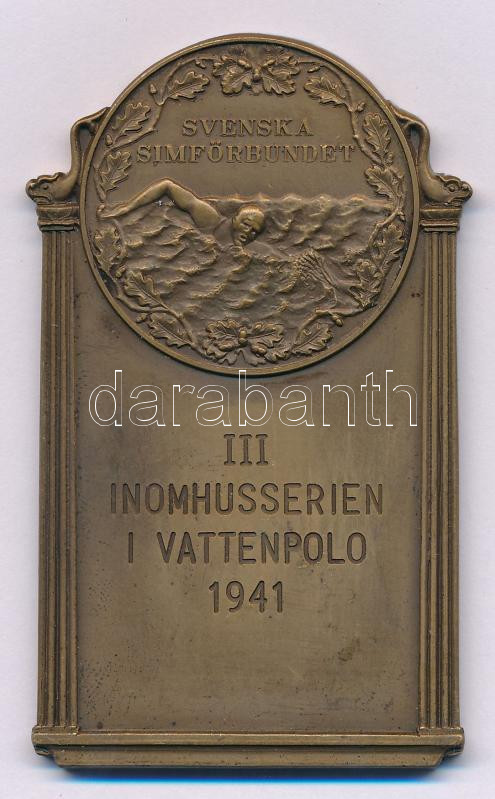 SVENSKA
SIMFÖRBUNDET
darabanth
III
INOMHUSSERIEN
I VATTENPOLO
1941